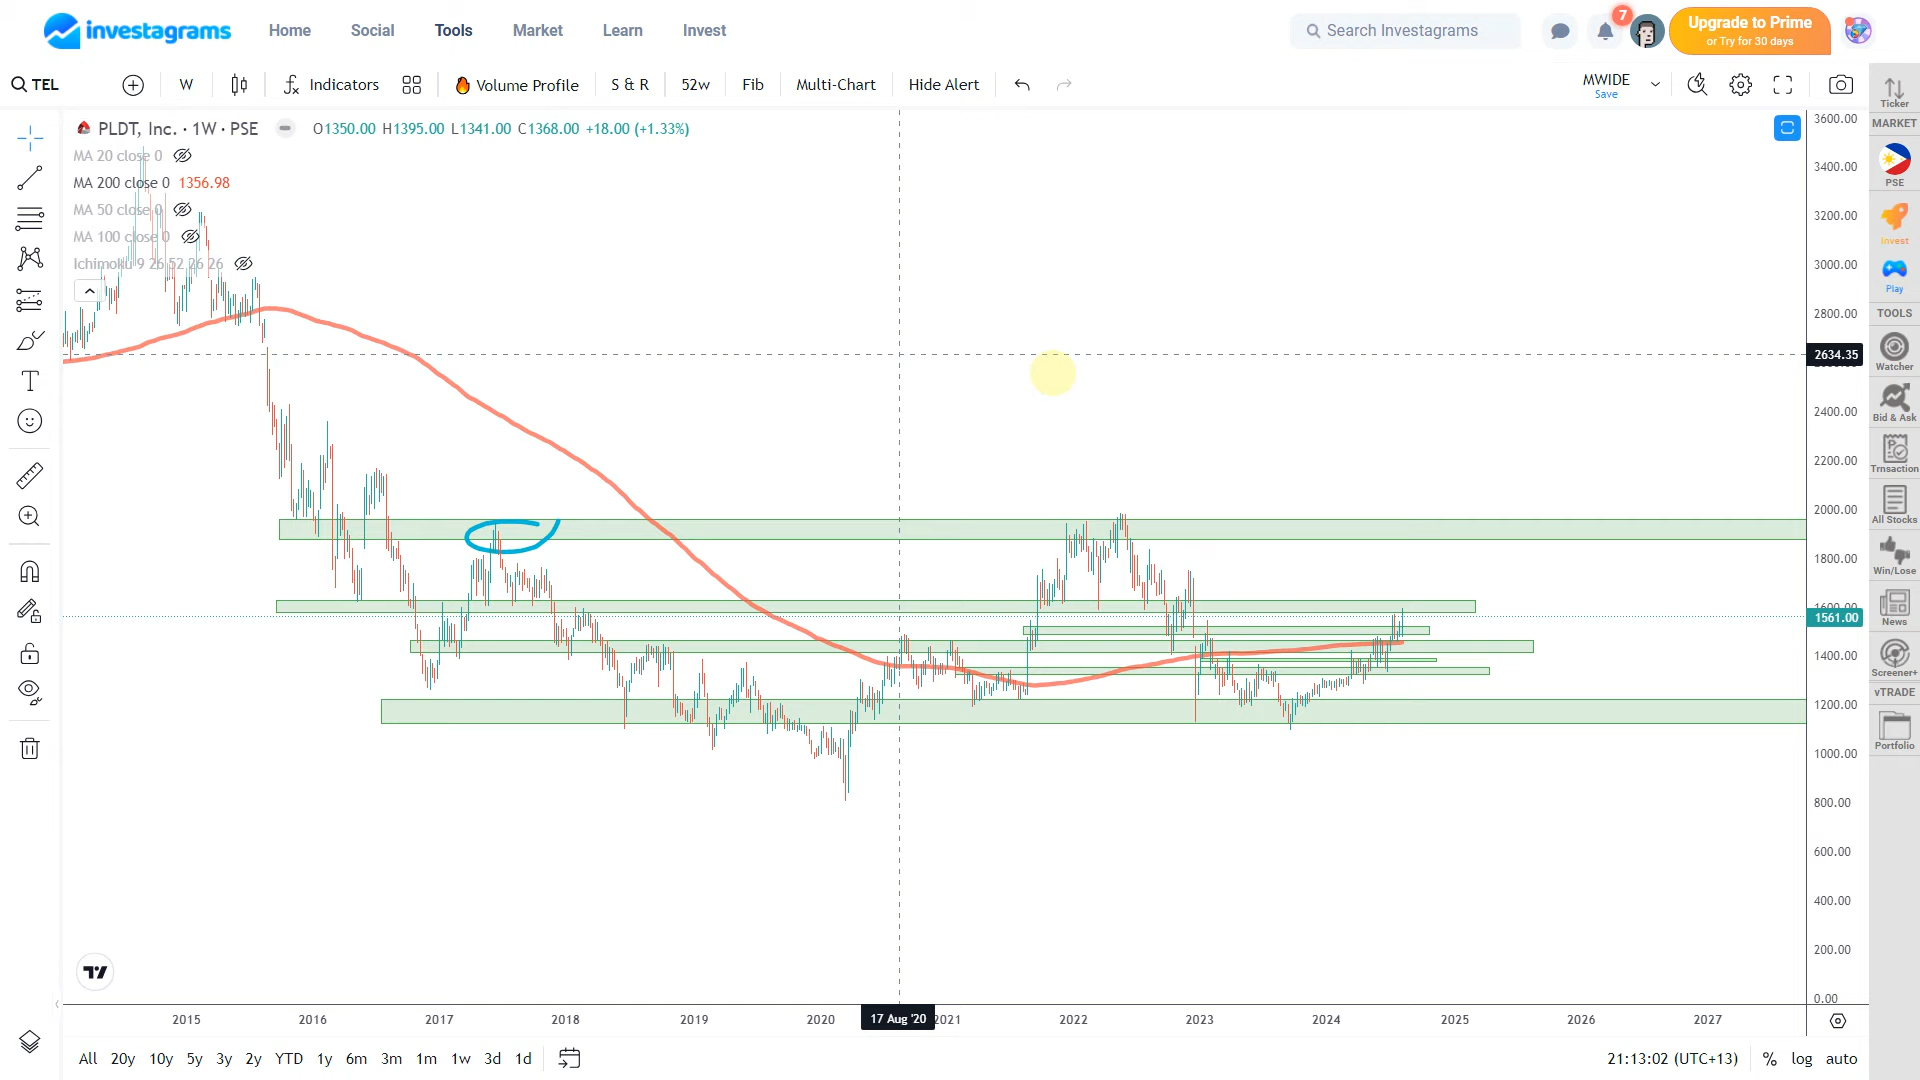 investagrams Home Social Tools Market Learn Invest Search Investagrams 7 Upgrade to Prime
or Try for 30 days
TEL W Indicators Volume Profile S & R 52w Fib Multi-Chart Hide Alert MWIDE
Save
PLDT, Inc. · 1W · PSE O1350.00 H1395.00 L1341.00 C1368.00 +18.00 (+1.33%)
MA 20 close 0
MA 200 close 0 1356.98
MA 50 close 0
MA 100 close 0
Ichimoku 9 26 52 26 26
3600.00
3400.00
3200.00
3000.00
2800.00
2634.35
2400.00
2200.00
2000.00
1800.00
1600.00
1561.00
1400.00
1200.00
1000.00
800.00
600.00
400.00
200.00
0.00
2015 2016 2017 2018 2019 2020 17 Aug '20 2021 2022 2023 2024 2025 2026 2027
All 20y 10y 5y 3y 2y YTD 1y 6m 3m 1m 1w 3d 1d 21:13:02 (UTC+13) % log auto
Ticker
MARKET
PSE
Invest
Play
TOOLS
Watcher
Bid & Ask
Trnsaction
All Stocks
Win/Lose
News
Screener+
vTRADE
Portfolio